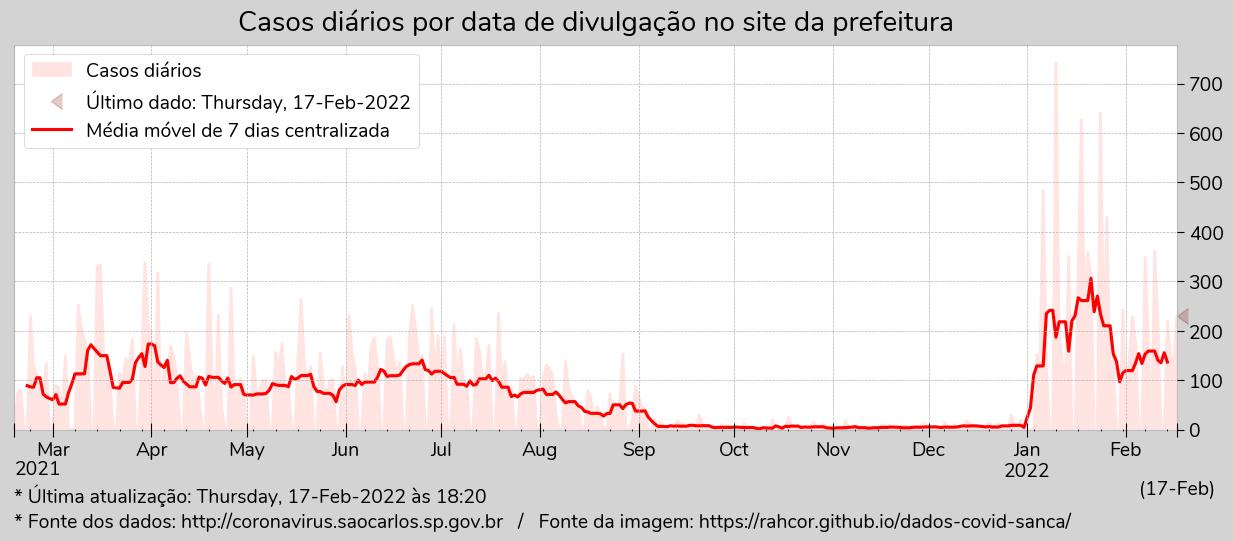 Casos diários por data de divulgação no site da prefeitura
Casos diários
Último dado: Thursday, 17-Feb-2022
Média móvel de 7 dias centralizada
700
600
500
400
300
200
100
0
Mar Apr May Jun Jul Aug Sep Oct Nov Dec Jan Feb
2021 2022
(17-Feb)
* Última atualização: Thursday, 17-Feb-2022 às 18:20
* Fonte dos dados: http://coronavirus.saocarlos.sp.gov.br / Fonte da imagem: https://rahcor.github.io/dados-covid-sanca/